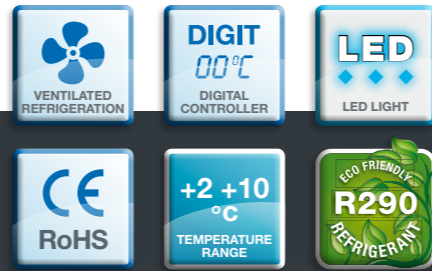 VENTILATED
REFRIGERATION
DIGIT
00°C
DIGITAL
CONTROLLER
LED
LED LIGHT
CE
RoHS
+2 +10
°C
TEMPERATURE
RANGE
ECO FRIENDLY
R290
REFRIGERANT